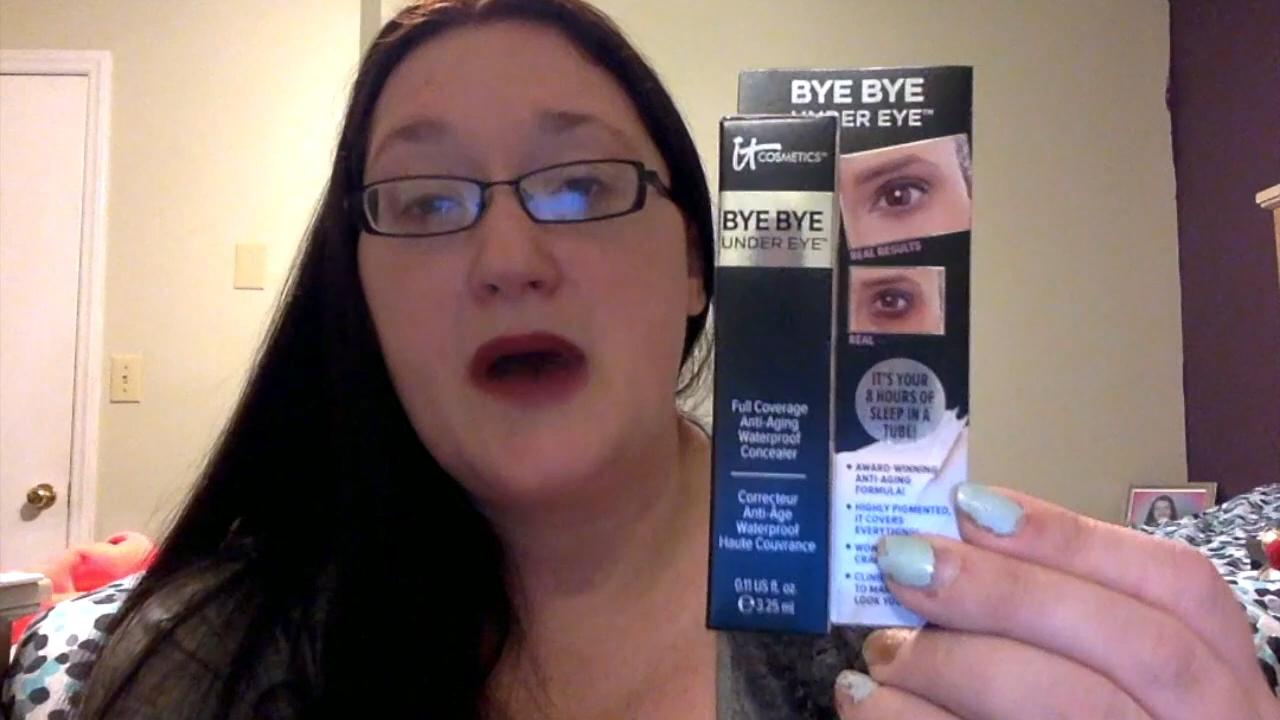 BYE BYE
UNDER EYE™
it COSMETICS™
BYE BYE
UNDER EYE™
Full Coverage
Anti-Aging
Waterproof
Concealer
Correcteur
Anti-Âge
Waterproof
Haute Couvrance
0.11 US fl. oz.
℮ 3.25 ml
REAL RESULTS
REAL
IT'S YOUR
8 HOURS OF
SLEEP IN A
TUBE!
• AWARD-WINNING
ANTI-AGING
FORMULA!
• HIGHLY PIGMENTED,
IT COVERS
EVERYTHING
•
•
TO
LOOK